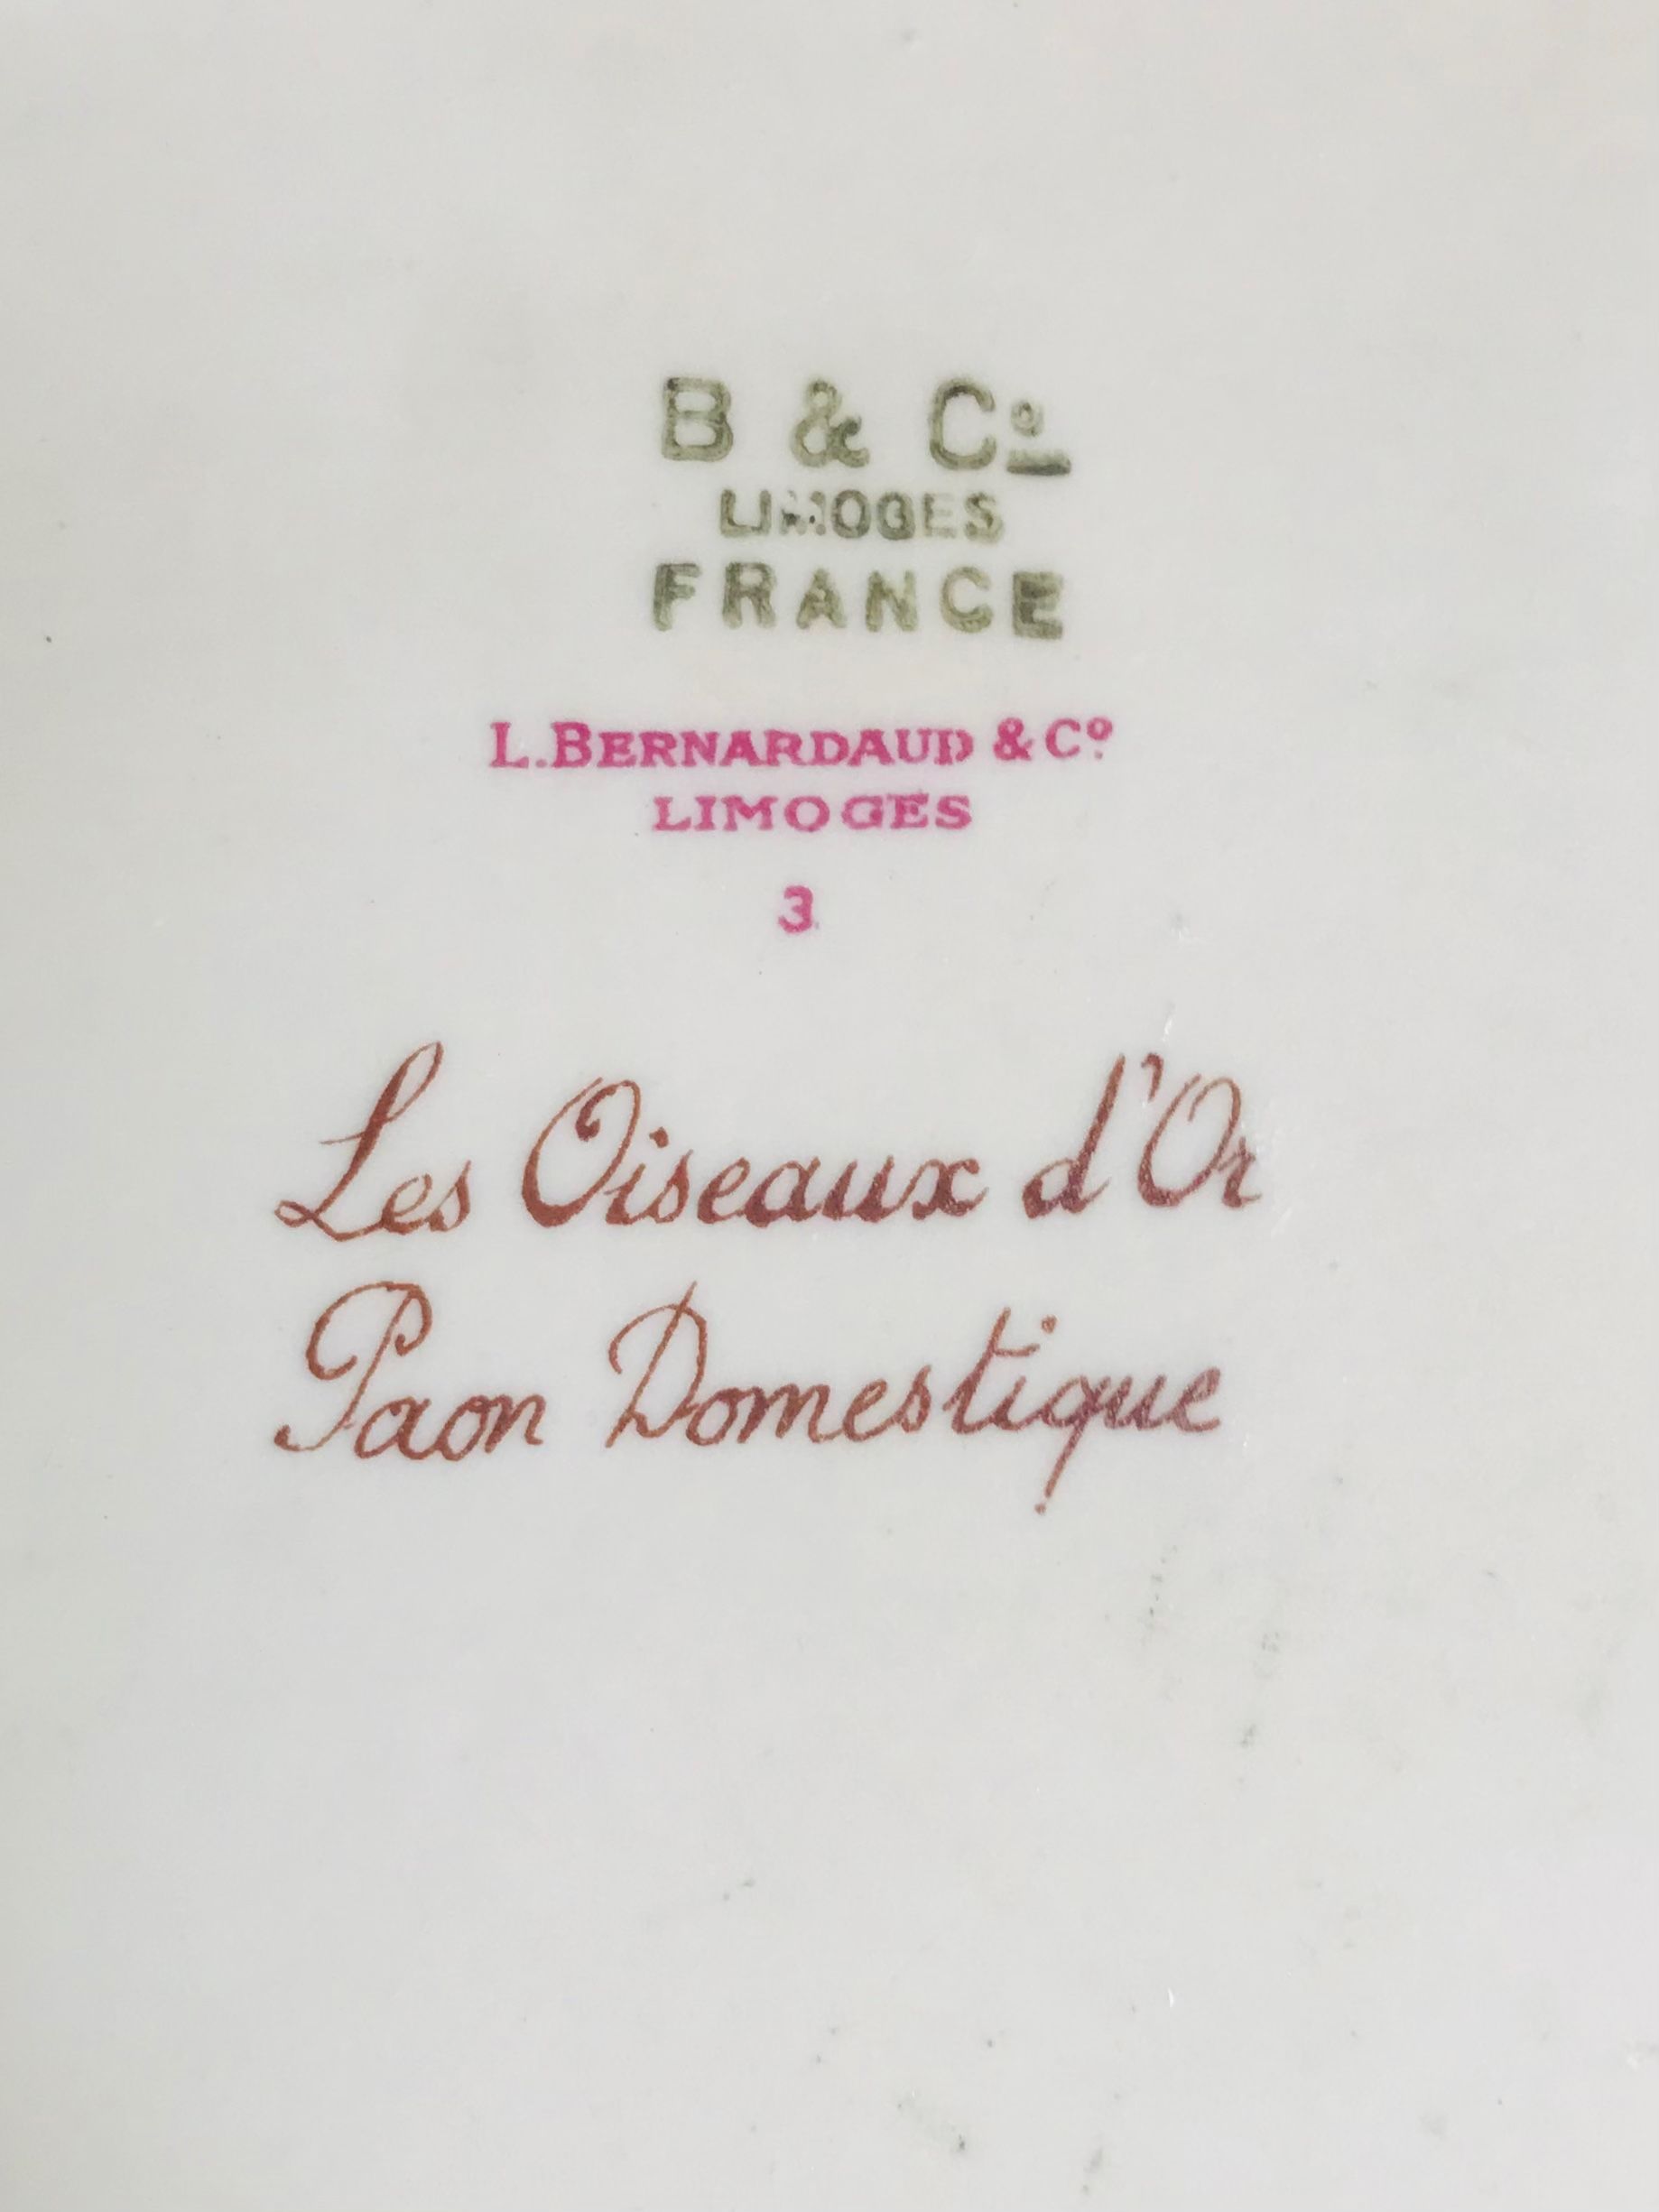 B & Cº
LIMOGES
FRANCE
L. BERNARDAUD & Cº
LIMOGES
3
Les Oiseaux d'Or
Paon Domestique